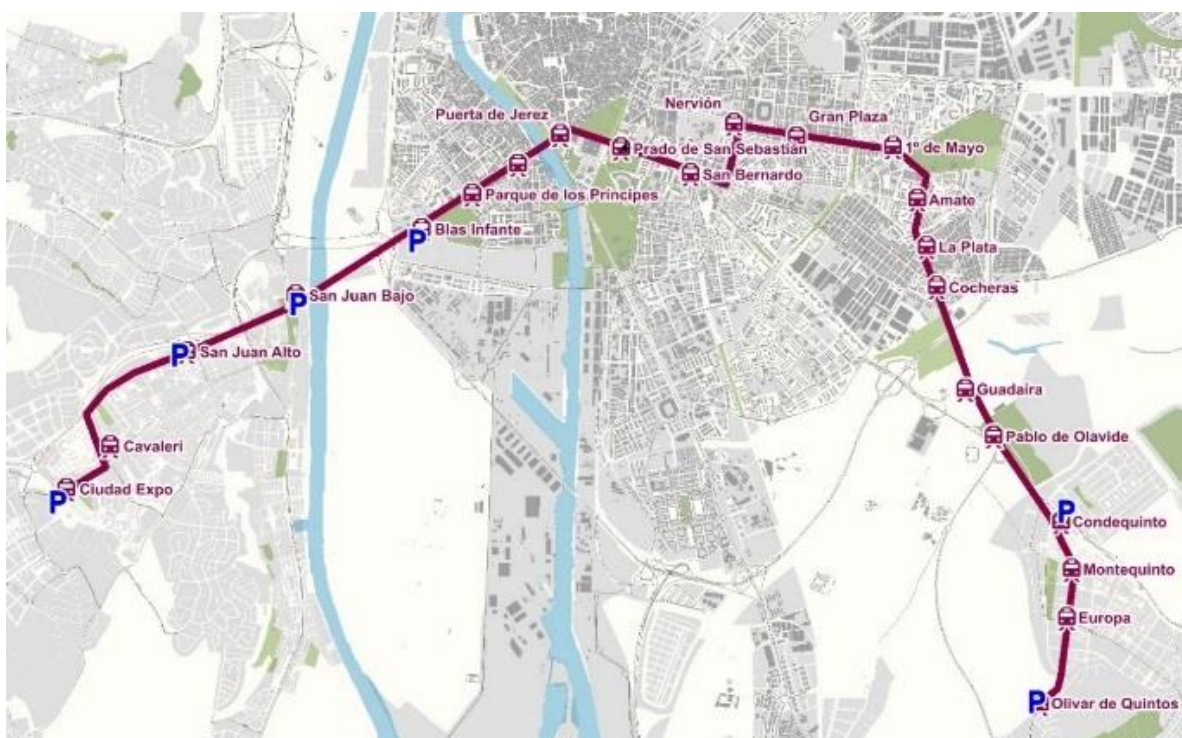 Nervión
Puerta de Jerez
Gran Plaza
Prado de San Sebastián
1º de Mayo
San Bernardo
Parque de los Príncipes
Amate
Blas Infante
P
La Plata
Cocheras
San Juan Bajo
P
San Juan Alto
P
Guadaira
Pablo de Olavide
Cavaleri
Ciudad Expo
P
P
Condequinto
Montequinto
Europa
P
Olivar de Quintos